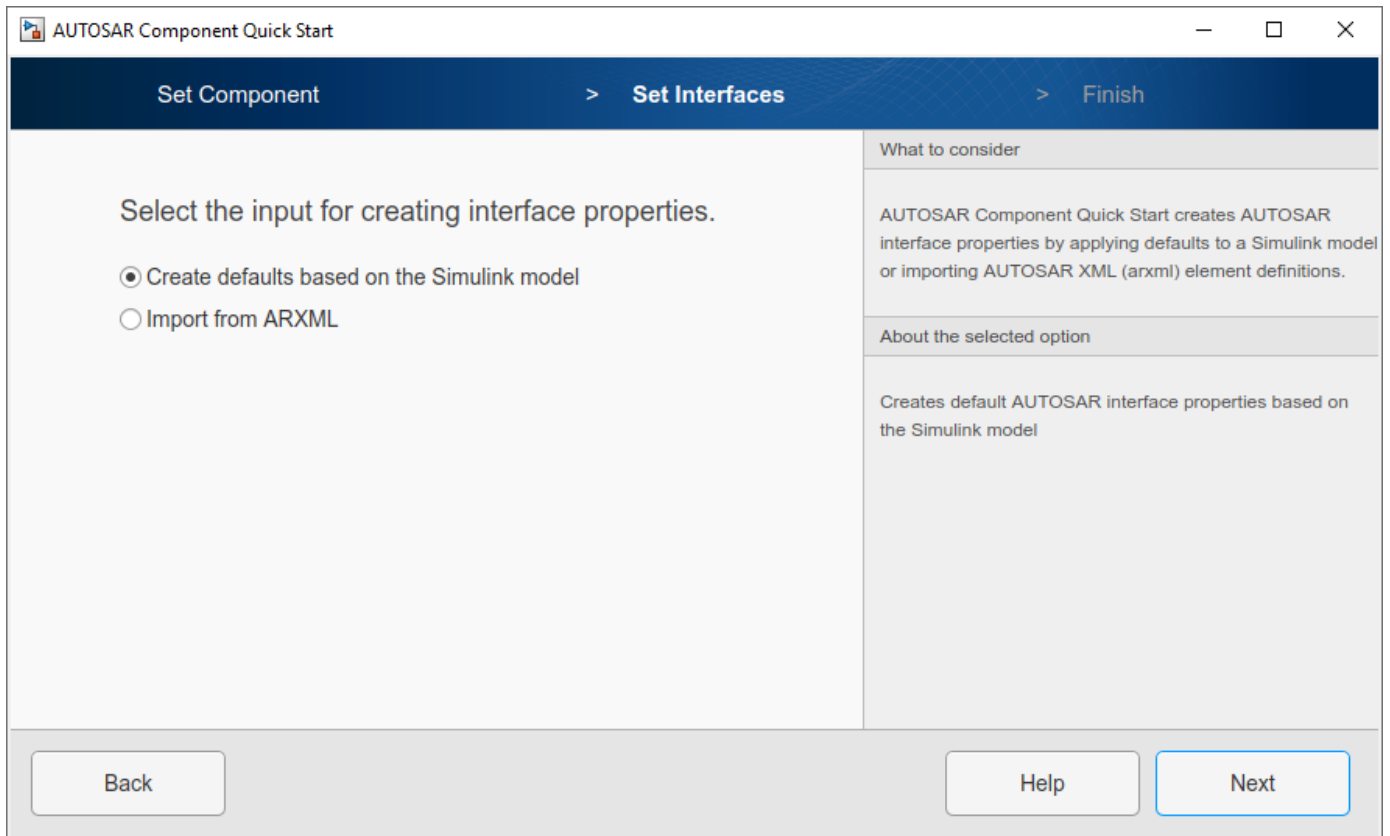 AUTOSAR Component Quick Start
Set Component > Set Interfaces > Finish
Select the input for creating interface properties.
Create defaults based on the Simulink model
Import from ARXML
What to consider
AUTOSAR Component Quick Start creates AUTOSAR
interface properties by applying defaults to a Simulink model
or importing AUTOSAR XML (arxml) element definitions.
About the selected option
Creates default AUTOSAR interface properties based on
the Simulink model
Back
Help
Next